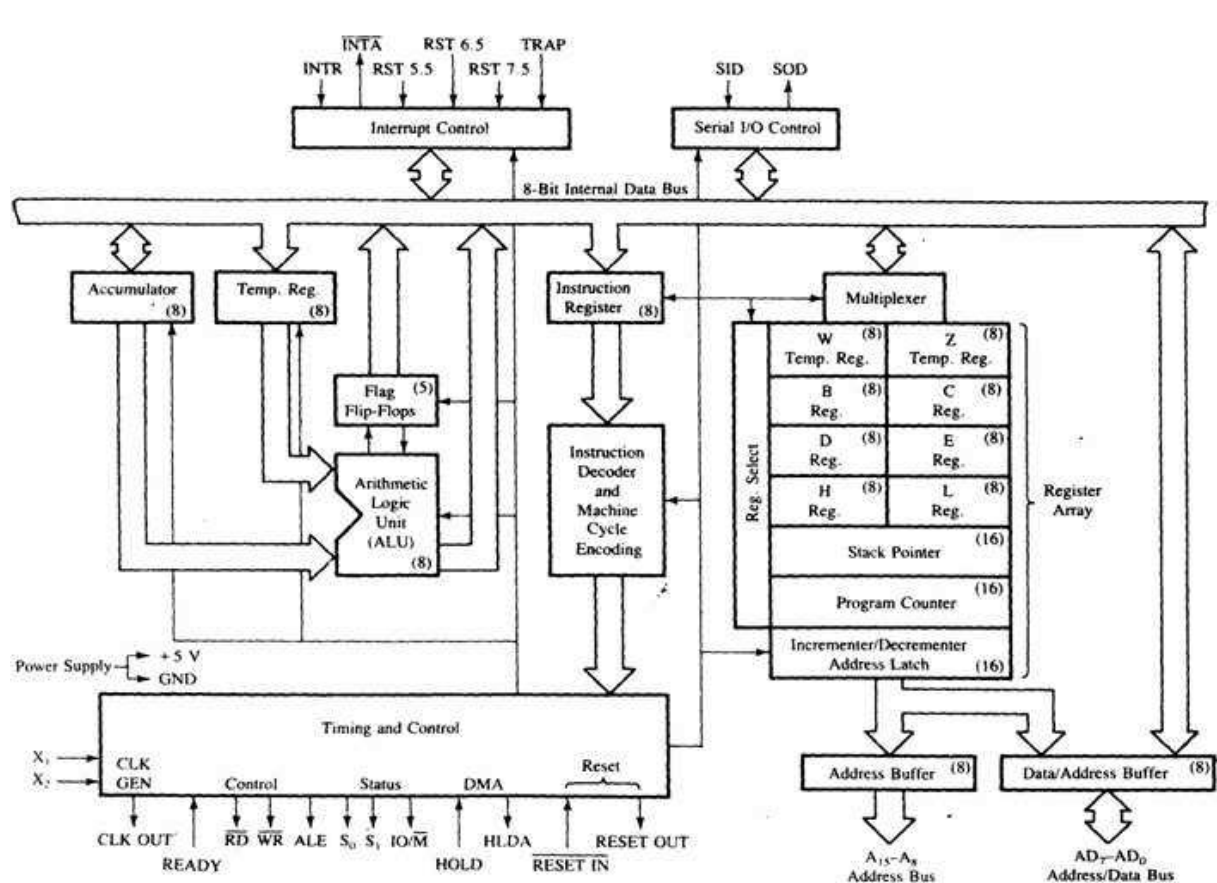 INTA RST 6.5 TRAP
INTR RST 5.5 RST 7.5 SID SOD
Interrupt Control Serial I/O Control
8-Bit Internal Data Bus
Accumulator (8)
Temp. Reg. (8)
Instruction Register (8)
Multiplexer
W (8) Z (8)
Temp. Reg. Temp. Reg.
Flag (5)
Flip-Flops
B (8) C (8)
Reg. Reg.
D (8) E (8)
Reg. Reg.
H (8) L (8)
Reg. Reg.
Reg. Select
Register
Array
Arithmetic
Logic
Unit
(ALU)
(8)
Instruction
Decoder
and
Machine
Cycle
Encoding
Stack Pointer (16)
Program Counter (16)
Incrementer/Decrementer
Address Latch (16)
Power Supply +5 V
GND
Timing and Control
X₁ CLK
X₂ GEN
Control Status DMA Reset
Address Buffer (8) Data/Address Buffer (8)
CLK OUT RD WR ALE S₀ S₁ IO/M HLDA RESET OUT
READY HOLD RESET IN
A₁₅–A₈ AD₇–AD₀
Address Bus Address/Data Bus